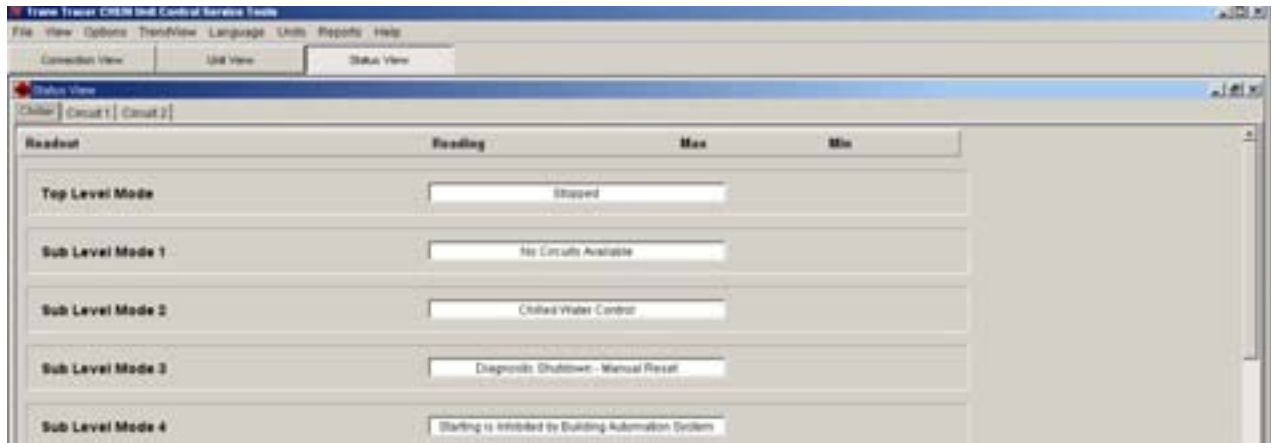 Trane Tracer CH530 Unit Control Service Tools
File View Options TrendView Language Units Reports Help
Connection View Unit View Status View
Status View
Chiller Circuit 1 Circuit 2
Readout Reading Max Min
Top Level Mode Stopped
Sub Level Mode 1 No Circuits Available
Sub Level Mode 2 Chilled Water Control
Sub Level Mode 3 Diagnostic Shutdown - Manual Reset
Sub Level Mode 4 Starting is Inhibited by Building Automation System